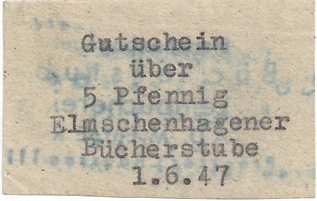 Gutschein
über
5 Pfennig
Elmschenhagener
Bücherstube
1.6.47